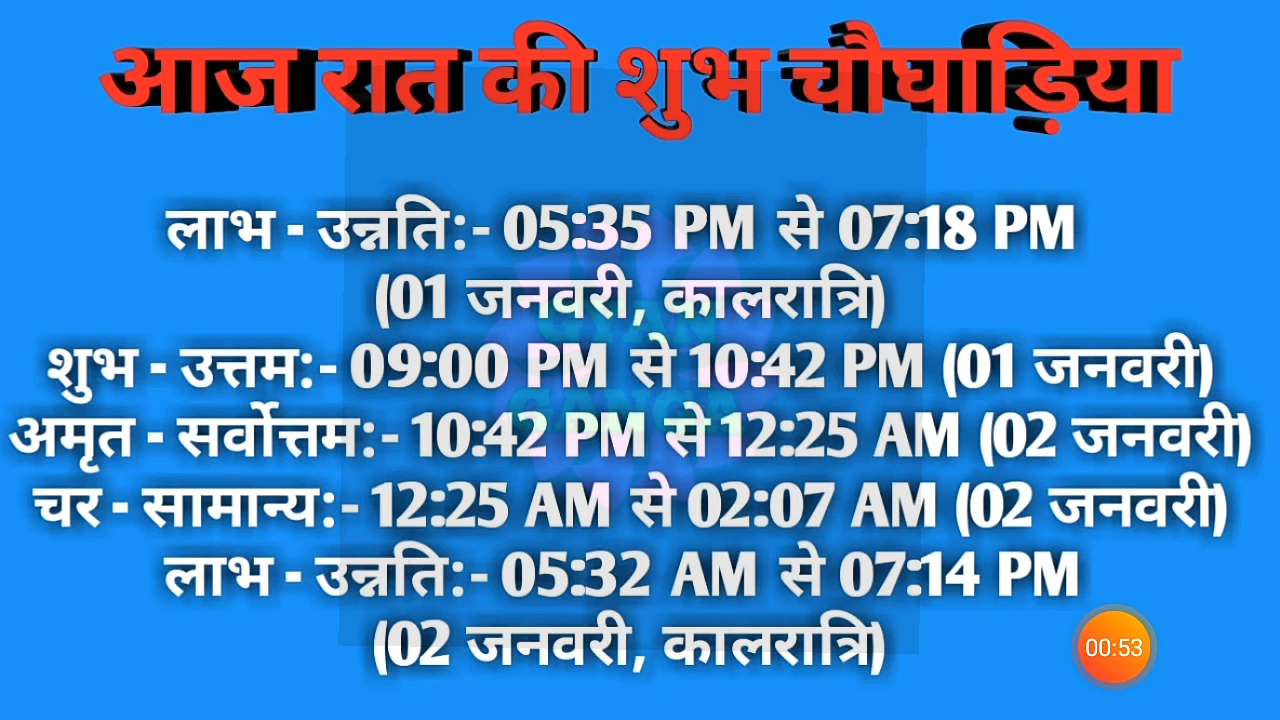 आज रात की शुभ चौघाड़िया
लाभ - उन्नति:- 05:35 PM से 07:18 PM
(01 जनवरी, कालरात्रि)
शुभ - उत्तम:- 09:00 PM से 10:42 PM (01 जनवरी)
अमृत - सर्वोत्तम:- 10:42 PM से 12:25 AM (02 जनवरी)
चर - सामान्य:- 12:25 AM से 02:07 AM (02 जनवरी)
लाभ - उन्नति:- 05:32 AM से 07:14 PM
(02 जनवरी, कालरात्रि)
00:53
GYAN
GANGA